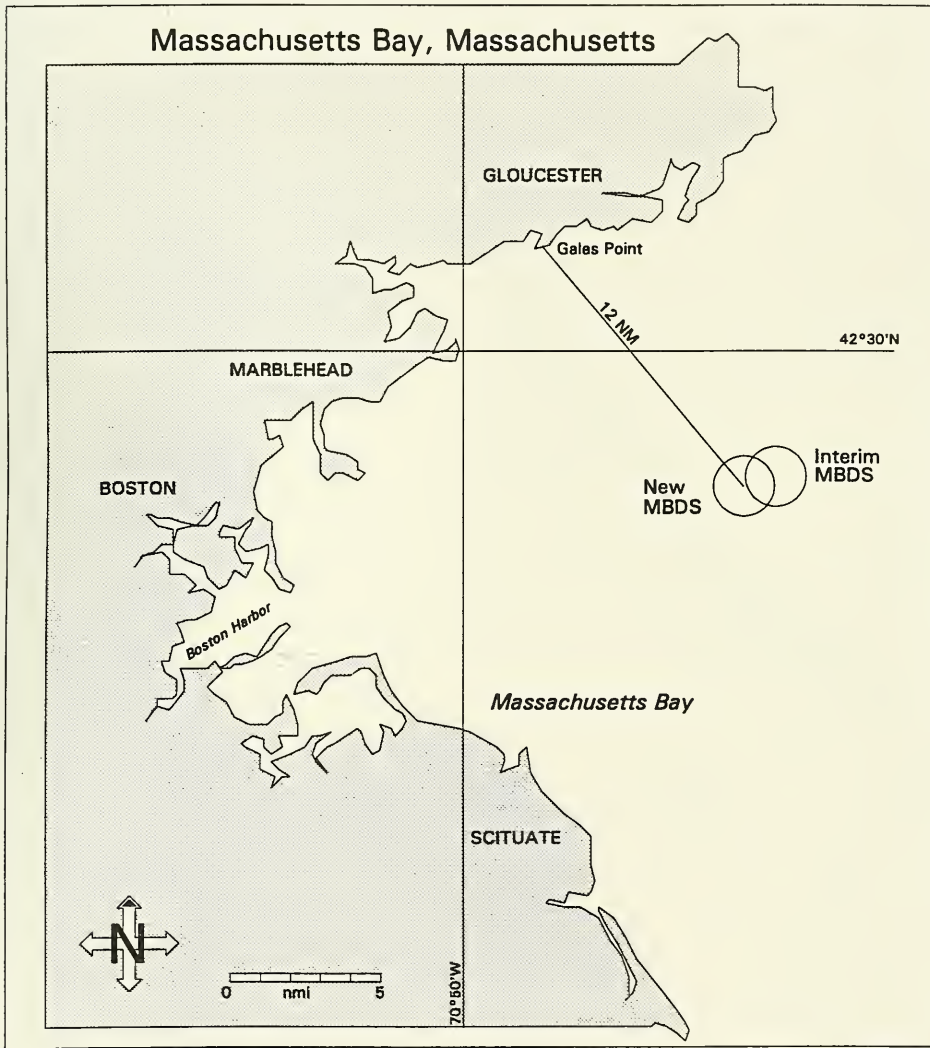 Massachusetts Bay, Massachusetts
GLOUCESTER
Gales Point
12 NM
42°30'N
MARBLEHEAD
Interim
MBDS
New
MBDS
BOSTON
Boston Harbor
Massachusetts Bay
SCITUATE
N
0 nmi 5
70°50'W